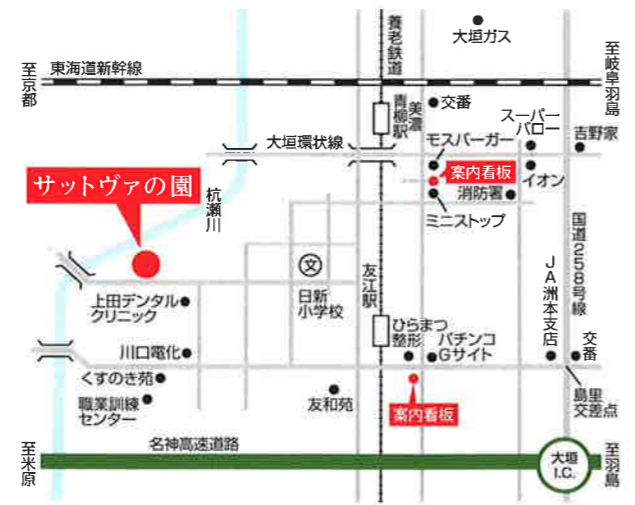 養老鉄道
大垣ガス
至岐阜羽島
東海道新幹線
至京都
美濃
青柳駅
交番
スーパー
バロー
モスバーガー
吉野家
大垣環状線
案内看板
イオン
サットヴァの園
消防署
杭瀬川
ミニストップ
国道258号線
文
日新
小学校
友江駅
JA洲本支店
上田デンタル
クリニック
ひらまつ
整形
パチンコ
Gサイト
交番
川口電化
くすのき苑
職業訓練
センター
友和苑
案内看板
島里
交差点
名神高速道路
至米原
大垣
I.C.
至羽島